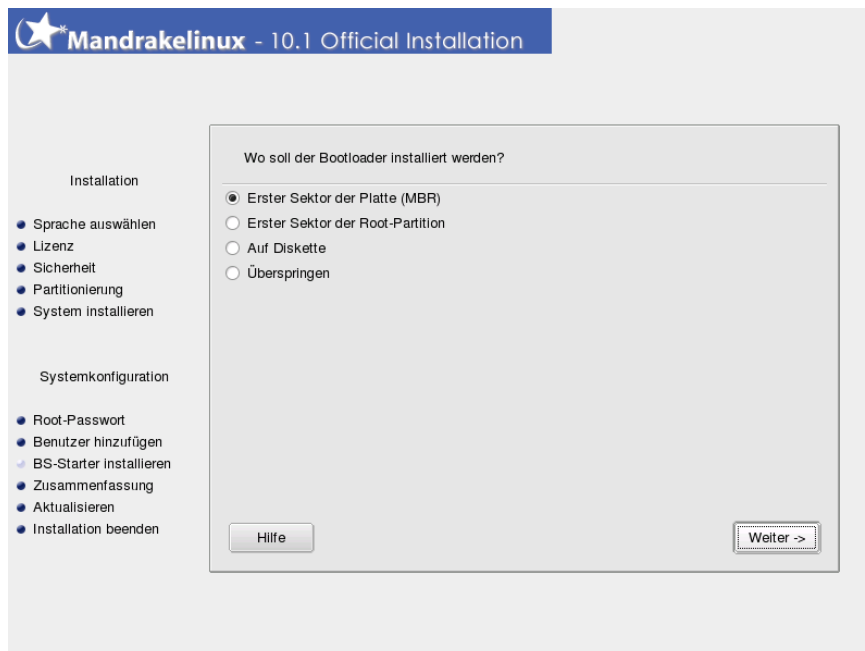 Mandrakelinux - 10.1 Official Installation
Installation
Sprache auswählen
Lizenz
Sicherheit
Partitionierung
System installieren
Systemkonfiguration
Root-Passwort
Benutzer hinzufügen
BS-Starter installieren
Zusammenfassung
Aktualisieren
Installation beenden
Wo soll der Bootloader installiert werden?
Erster Sektor der Platte (MBR)
Erster Sektor der Root-Partition
Auf Diskette
Überspringen
Hilfe
Weiter ->